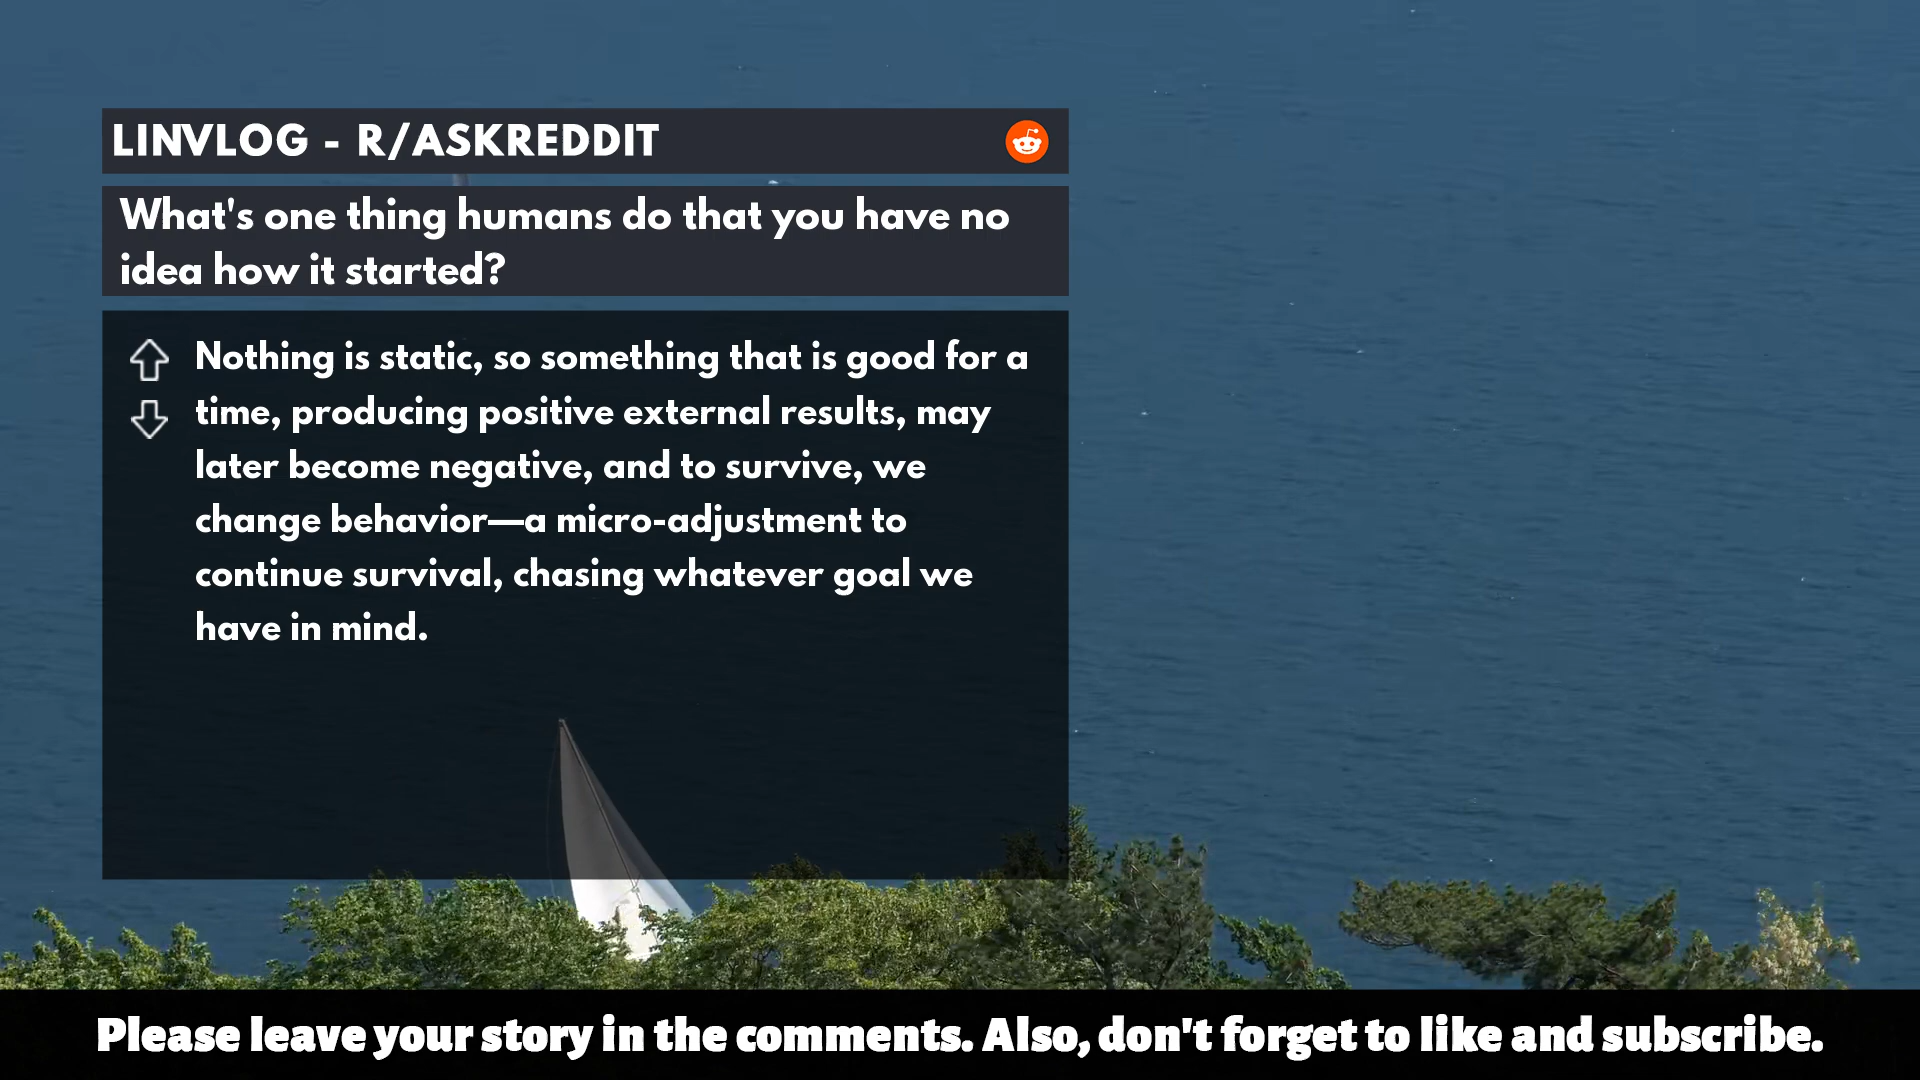 LINVLOG - R/ASKREDDIT
What's one thing humans do that you have no
idea how it started?
Nothing is static, so something that is good for a
time, producing positive external results, may
later become negative, and to survive, we
change behavior—a micro-adjustment to
continue survival, chasing whatever goal we
have in mind.
Please leave your story in the comments. Also, don't forget to like and subscribe.